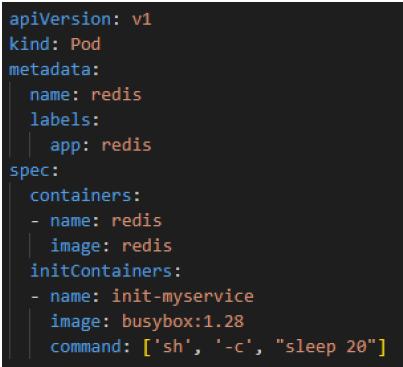 apiVersion: v1
kind: Pod
metadata:
  name: redis
  labels:
    app: redis
spec:
  containers:
  - name: redis
    image: redis
  initContainers:
  - name: init-myservice
    image: busybox:1.28
    command: ['sh', '-c', "sleep 20"]